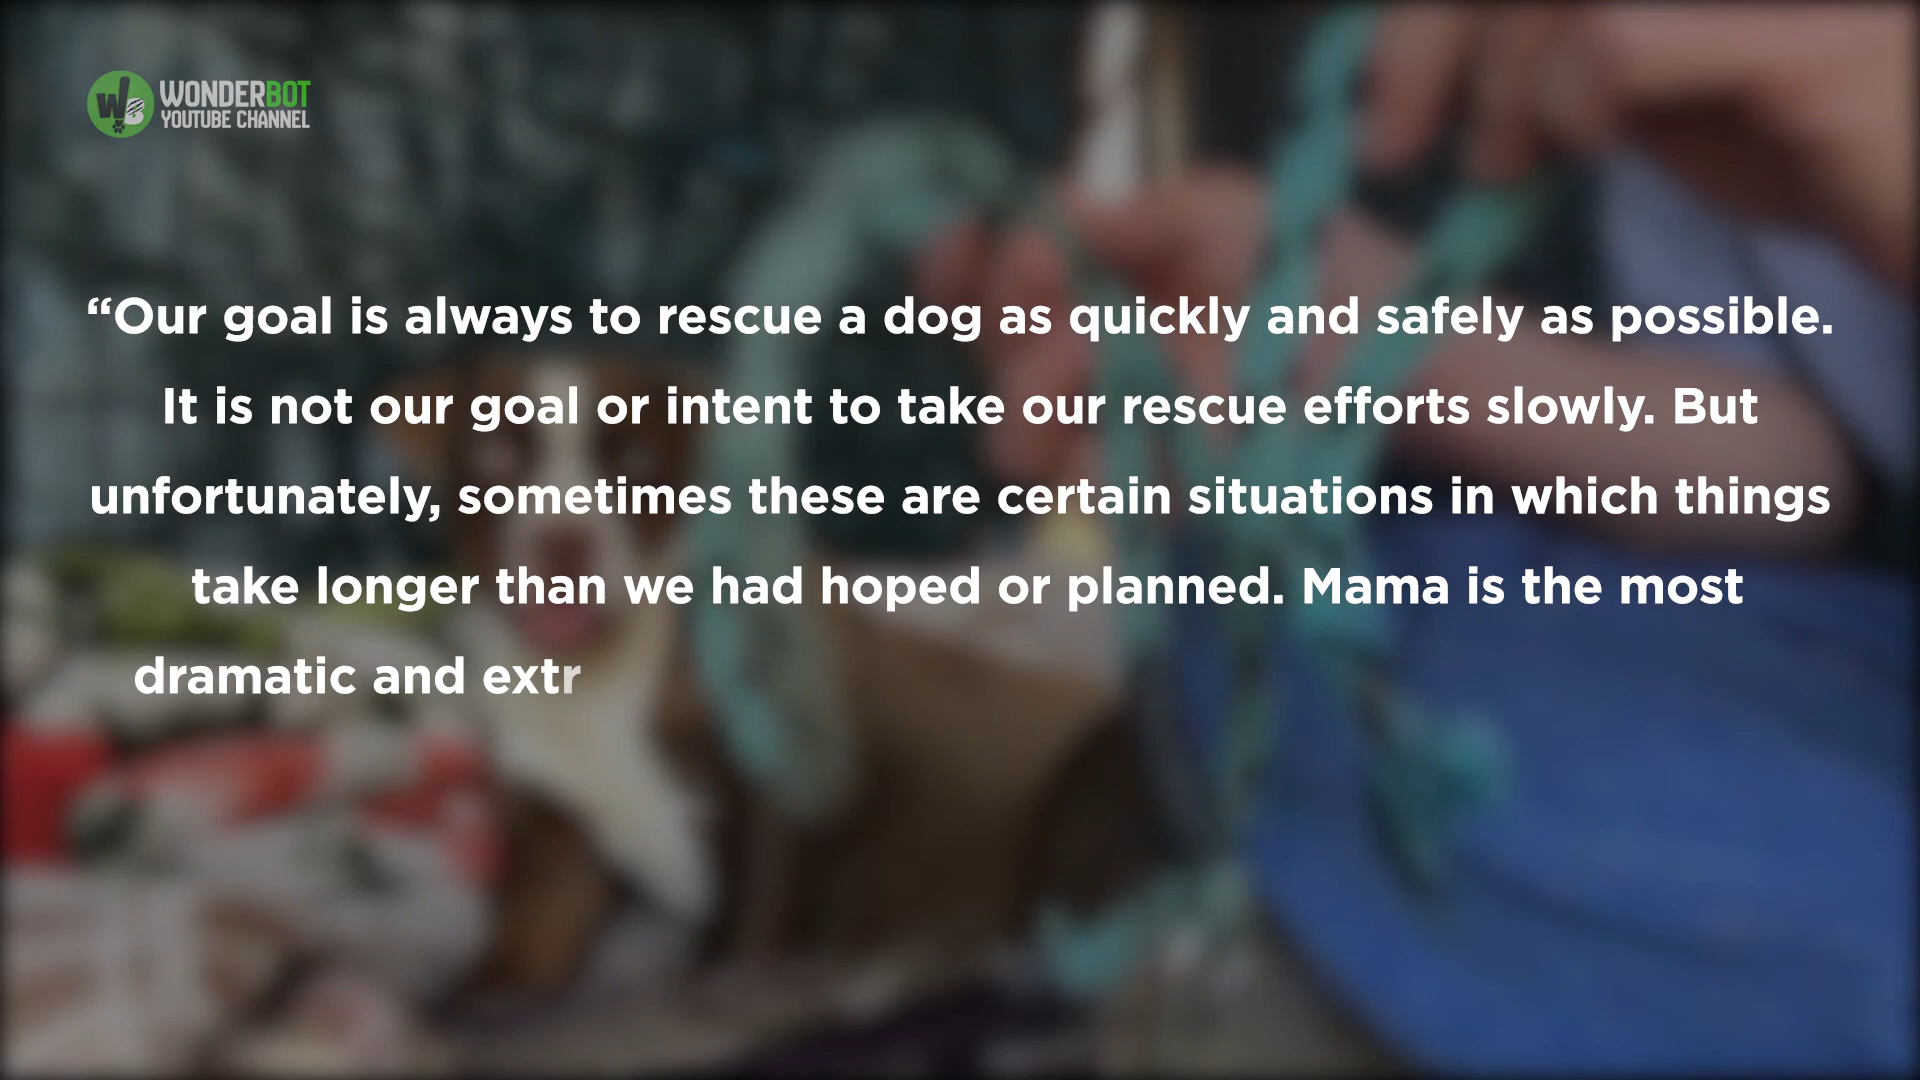 WONDERBOT
YOUTUBE CHANNEL
“Our goal is always to rescue a dog as quickly and safely as possible.
It is not our goal or intent to take our rescue efforts slowly. But
unfortunately, sometimes these are certain situations in which things
take longer than we had hoped or planned. Mama is the most
dramatic and extr